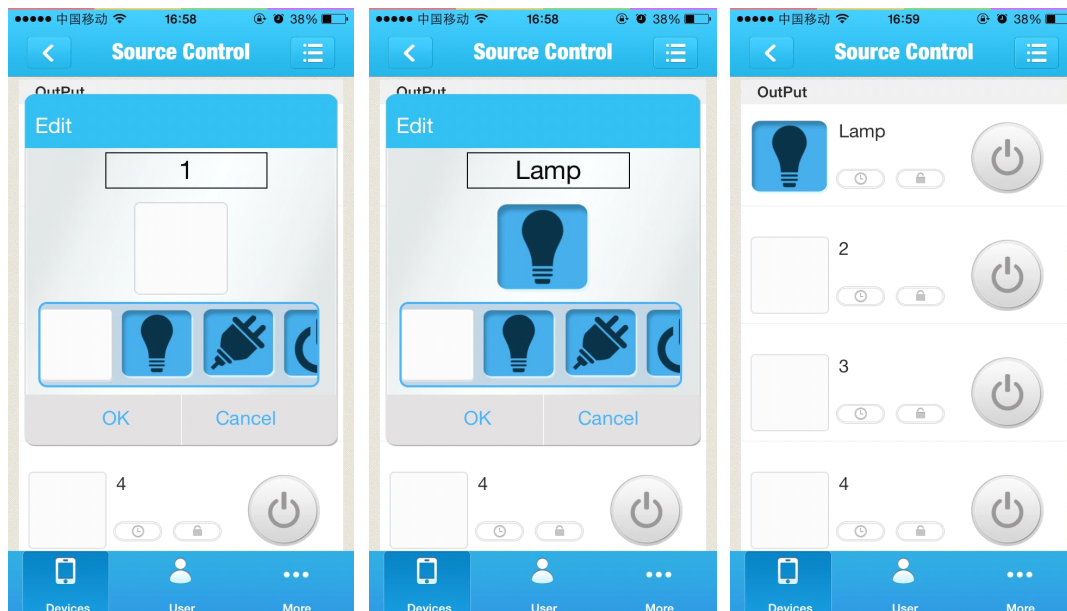 中国移动 16:58 38%
Source Control
OutPut
Edit
1
OK Cancel
4
Devices User More
中国移动 16:58 38%
Source Control
OutPut
Edit
Lamp
OK Cancel
4
Devices User More
中国移动 16:59 38%
Source Control
OutPut
Lamp
2
3
4
Devices User More